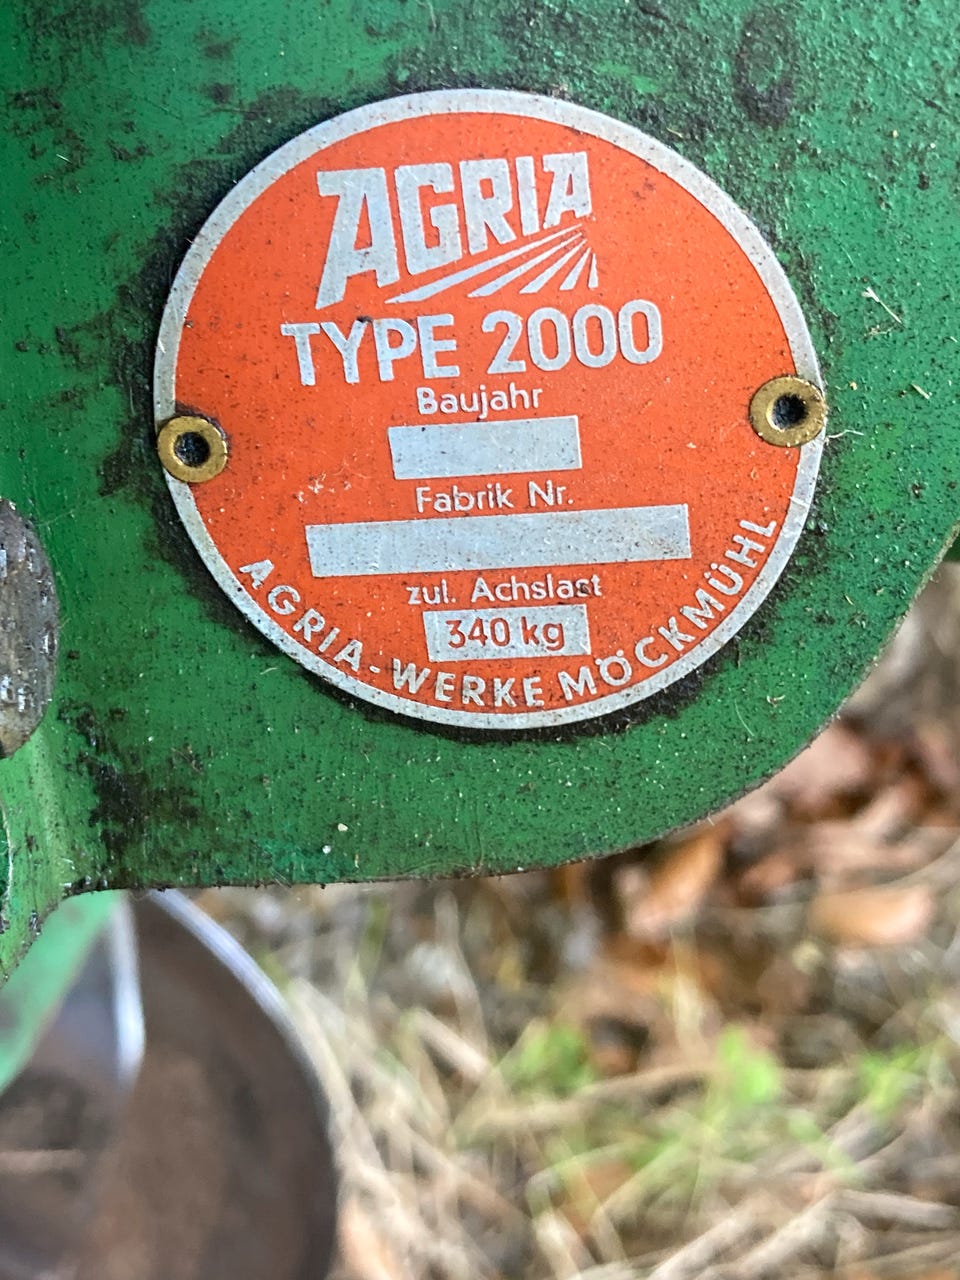 AGRIA
TYPE 2000
Baujahr
Fabrik Nr.
zul. Achslast
340 kg
AGRIA-WERKE MÖCKMÜHL